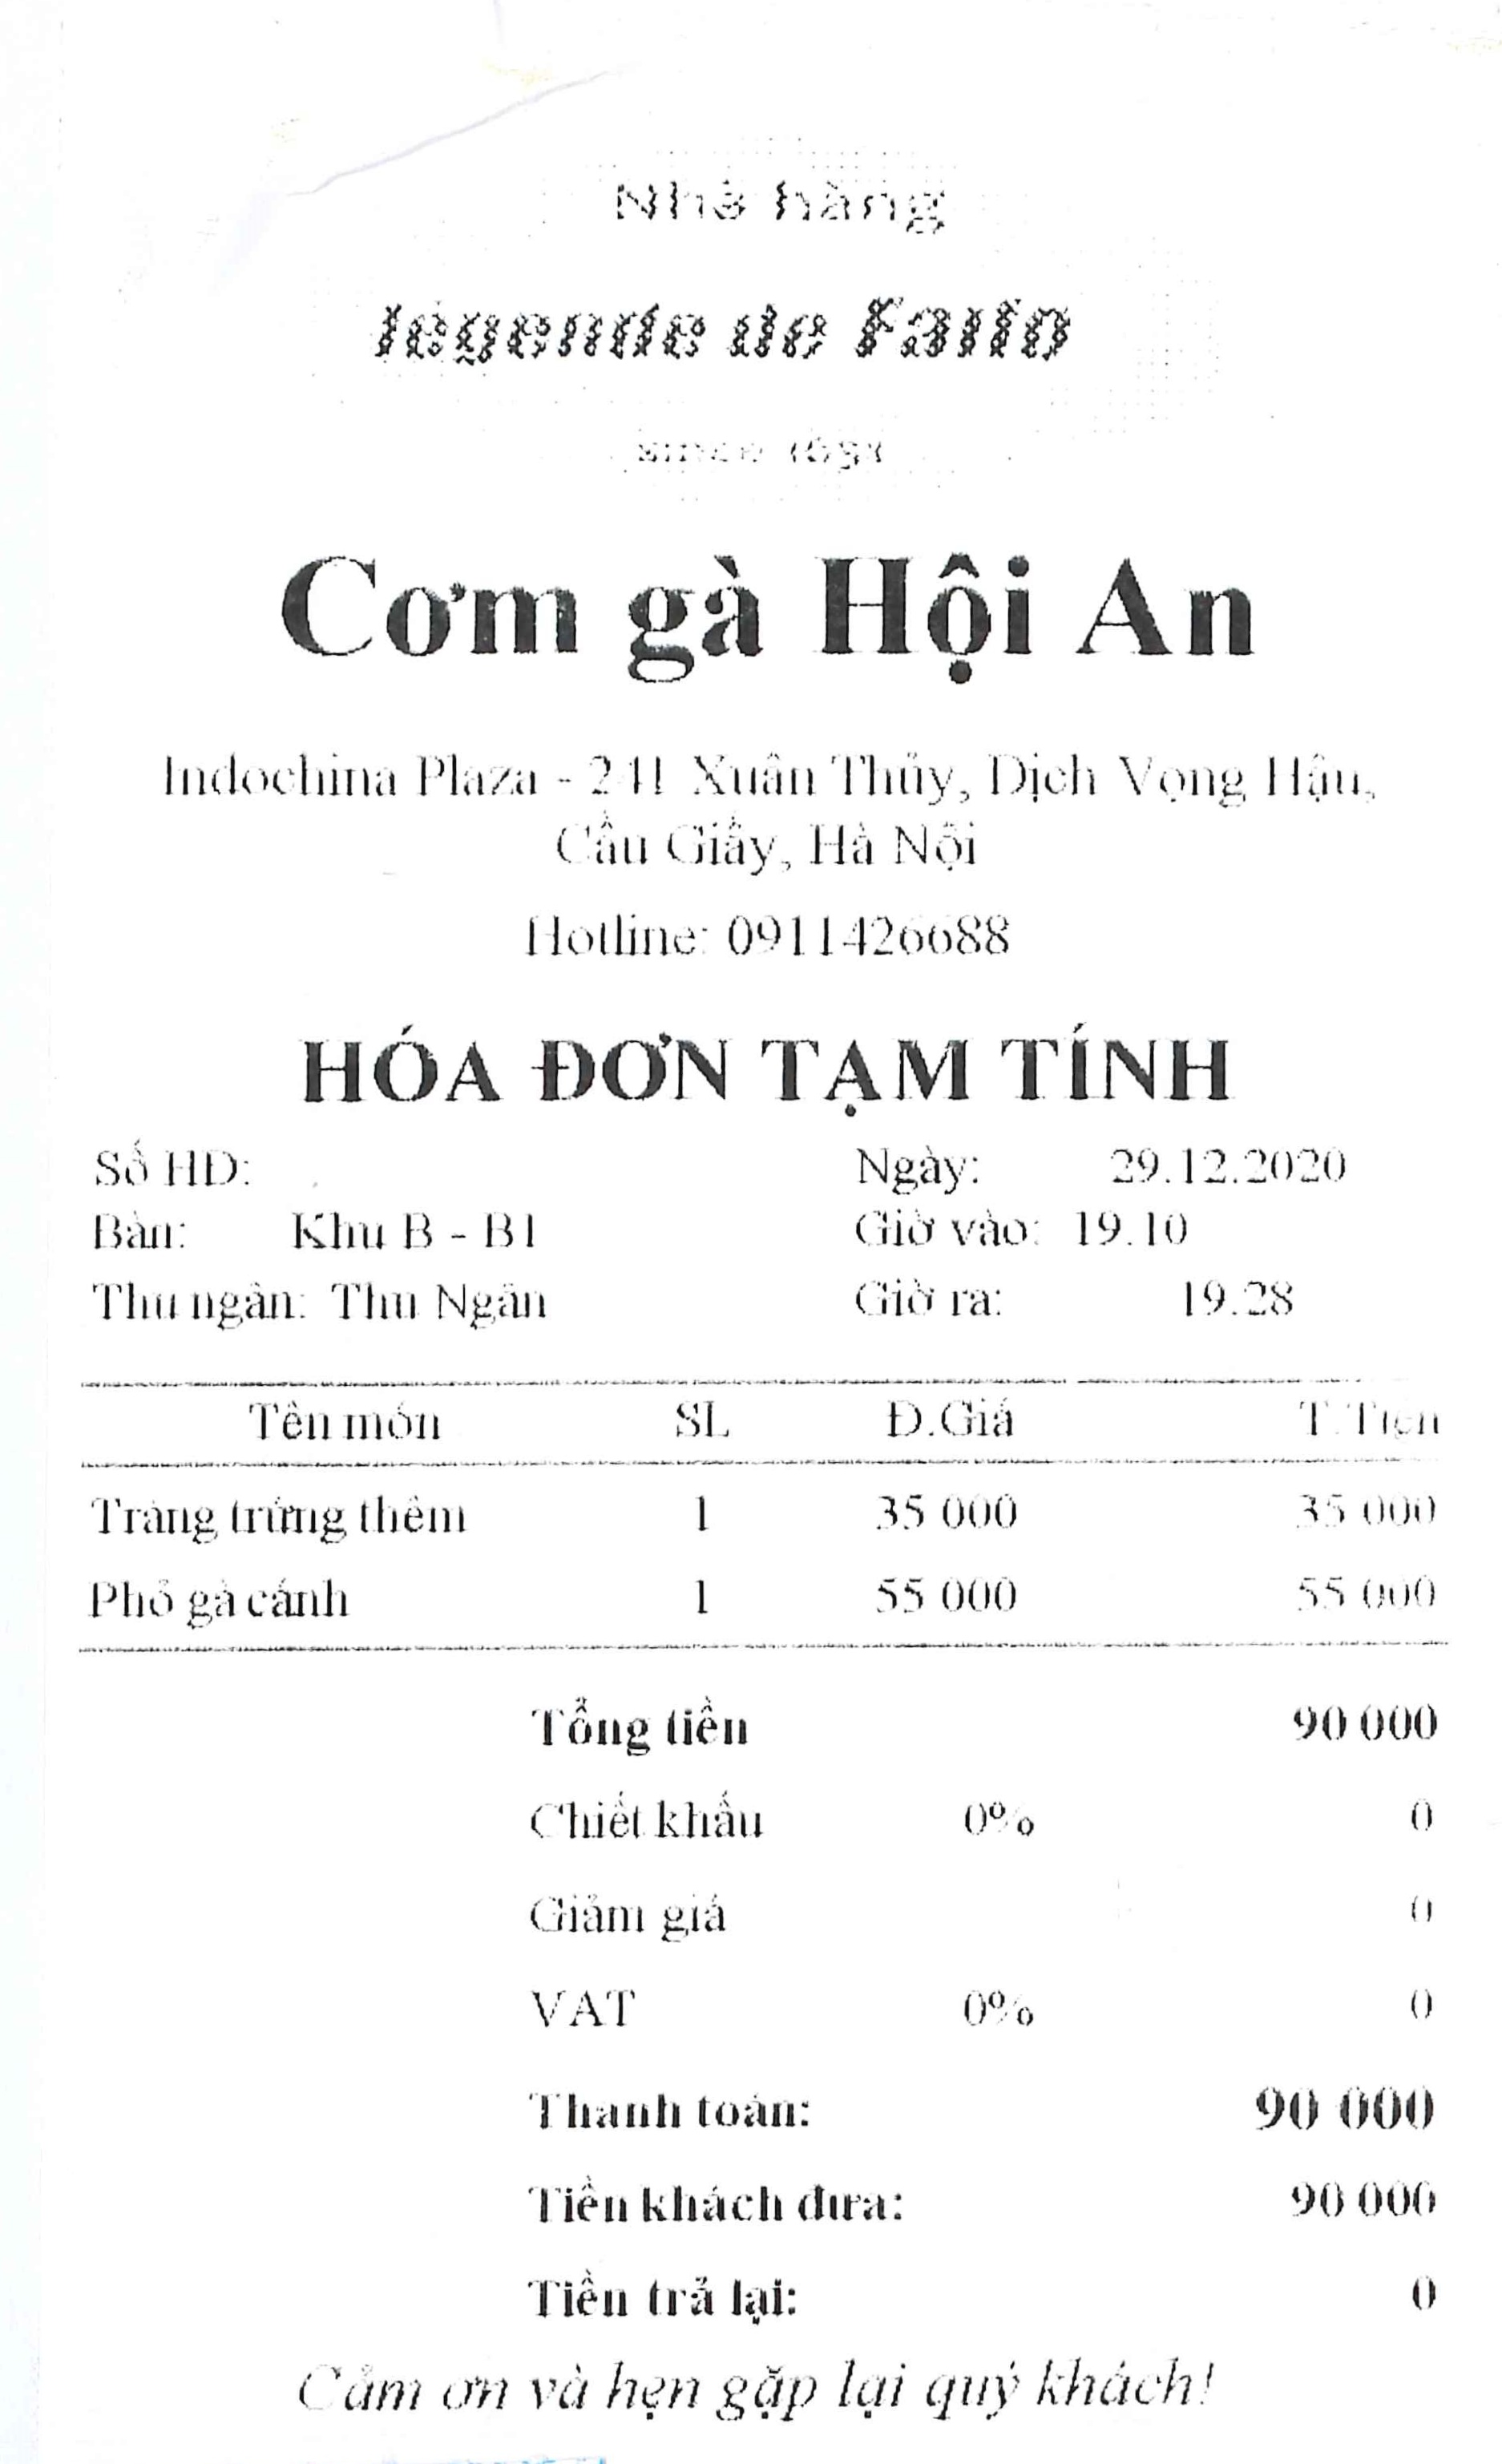 Nhà hàng
legende de Faifo
since
Cơm gà Hội An
Indochina Plaza - 241 Xuân Thủy, Dịch Vọng Hậu,
Cầu Giấy, Hà Nội
Hotline: 0911426688
HÓA ĐƠN TẠM TÍNH
Số HD: Ngày: 29.12.2020
Bàn: Khu B - B1 Giờ vào: 19.10
Thu ngân: Thu Ngân Giờ ra: 19.28
Tên món SL Đ.Giá T.Tiền
Tràng trứng thêm 1 35 000 35 000
Phở gà cánh 1 55 000 55 000
Tổng tiền 90 000
Chiết khấu 0% 0
Giảm giá 0
VAT 0% 0
Thanh toán: 90 000
Tiền khách đưa: 90 000
Tiền trả lại: 0
Cảm ơn và hẹn gặp lại quý khách!